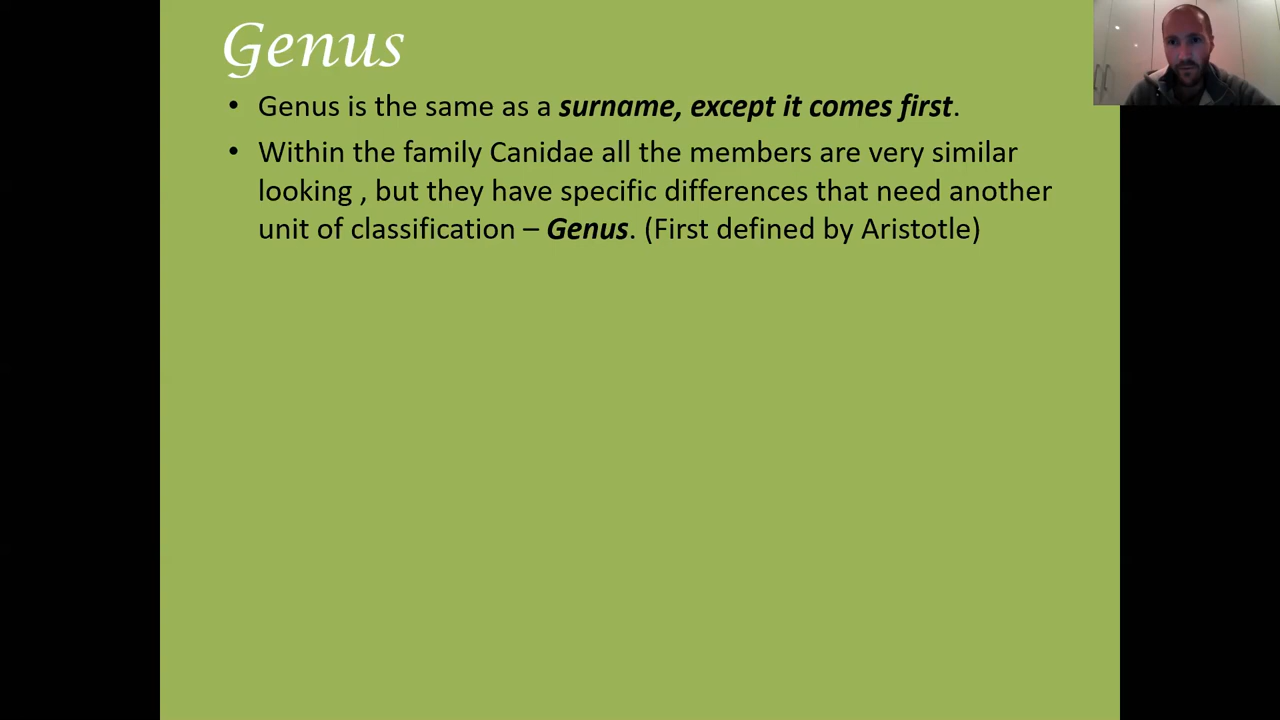 Genus
• Genus is the same as a surname, except it comes first.
• Within the family Canidae all the members are very similar
looking , but they have specific differences that need another
unit of classification – Genus. (First defined by Aristotle)